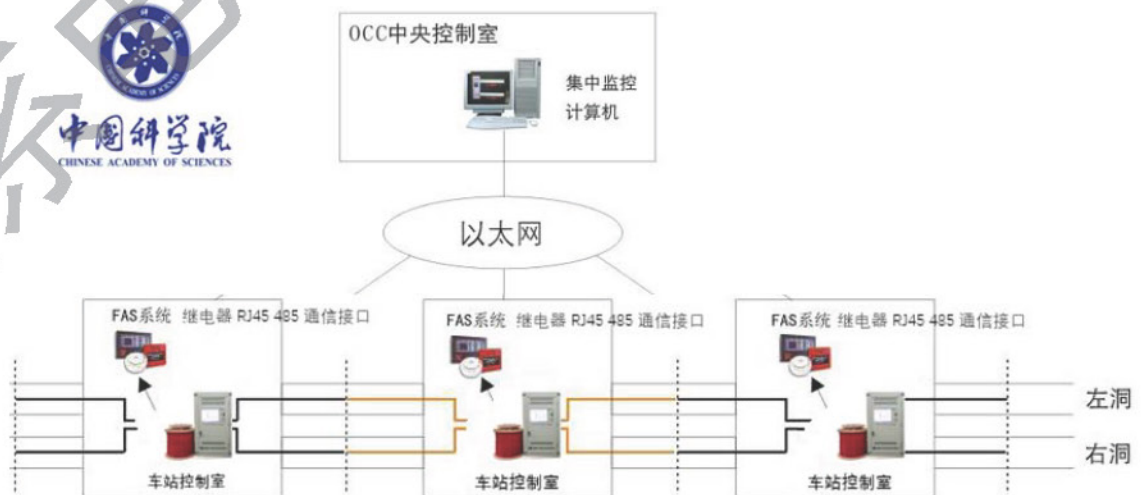 中国科学院
CHINESE ACADEMY OF SCIENCES
OCC中央控制室
集中监控
计算机
以太网
FAS系统 继电器 RJ45 485 通信接口
FAS系统 继电器 RJ45 485 通信接口
FAS系统 继电器 RJ45 485 通信接口
左洞
右洞
车站控制室
车站控制室
车站控制室